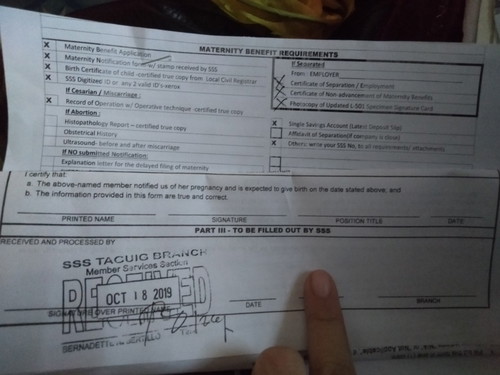 MATERNITY BENEFIT REQUIREMENTS
X Maternity Benefit Application
X Maternity Notification form w/ stamp received by SSS
X Birth Certificate of child -certified true copy from Local Civil Registrar
X SSS Digitized ID or any 2 valid ID's xerox
If Cesarian / Miscarriage :
X Record of Operation w/ Operative technique -certified true copy
If Abortion :
Histopathology Report - certified true copy
Obstetrical History
Ultrasound- before and after miscarriage
If NO submitted Notification:
Explanation letter for the delayed filing of maternity
If Separated
From : EMPLOYER
X Certificate of Separation / Employment
X Certificate of Non-advancement of Maternity Benefits
X Photocopy of Updated L-501 Specimen Signature Card
X Single Savings Account (Latest Deposit Slip)
Affidavit of Separation(if company is closed)
X Others: write your SSS No. to all requirements/ attachments
I certify that:
a. The above-named member notified us of her pregnancy and is expected to give birth on the date stated above; and
b. The information provided in this form are true and correct.
PRINTED NAME SIGNATURE POSITION TITLE DATE
PART III - TO BE FILLED OUT BY SSS
RECEIVED AND PROCESSED BY
SSS TAGUIG BRANCH
Member Services Section
RECEIVED
OCT 18 2019
SIGNATURE OVER PRINTED DATE BRANCH